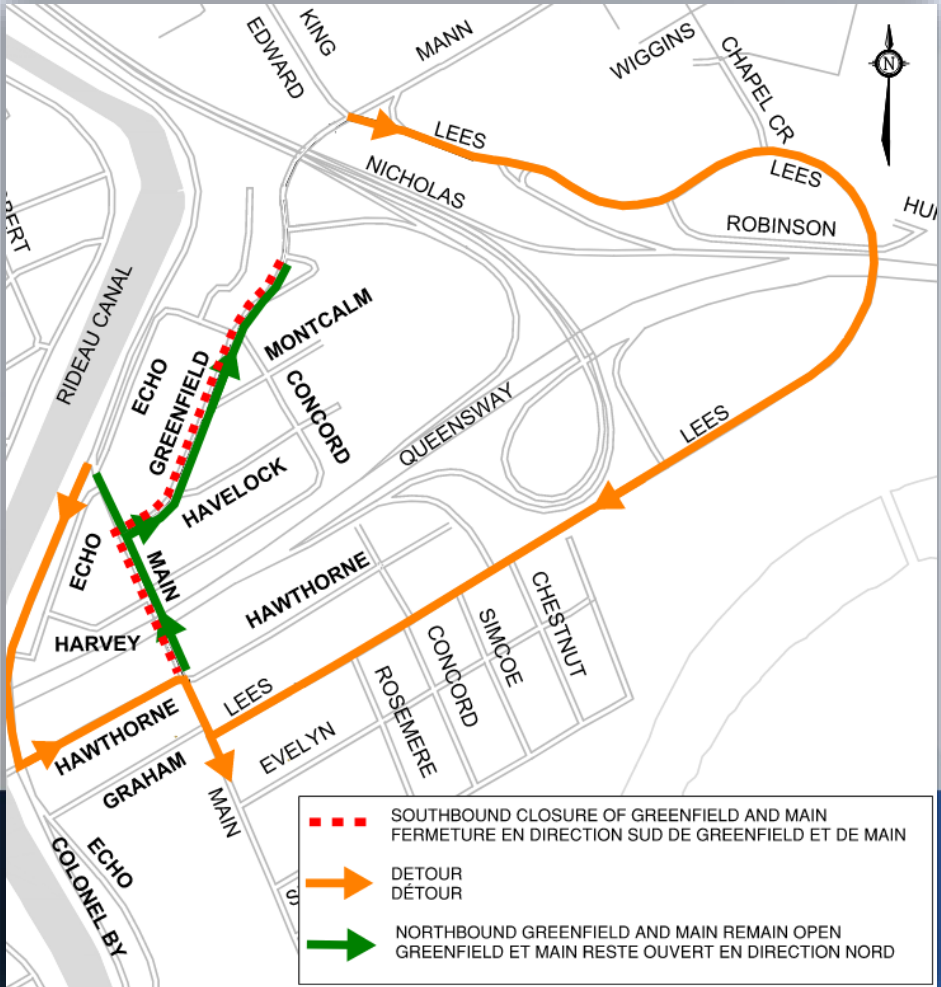 KING
EDWARD
MANN
WIGGINS
CHAPEL CR
N
LEES
NICHOLAS
LEES
ROBINSON
RIDEAU CANAL
MONTCALM
ECHO
GREENFIELD
CONCORD
QUEENSWAY
LEES
HAVELOCK
ECHO
MAIN
HAWTHORNE
HARVEY
CHESTNUT
SIMCOE
CONCORD
ROSEMERE
LEES
HAWTHORNE
EVELYN
GRAHAM
MAIN
ECHO
COLONEL BY
SOUTHBOUND CLOSURE OF GREENFIELD AND MAIN
FERMETURE EN DIRECTION SUD DE GREENFIELD ET DE MAIN
DETOUR
DÉTOUR
NORTHBOUND GREENFIELD AND MAIN REMAIN OPEN
GREENFIELD ET MAIN RESTE OUVERT EN DIRECTION NORD